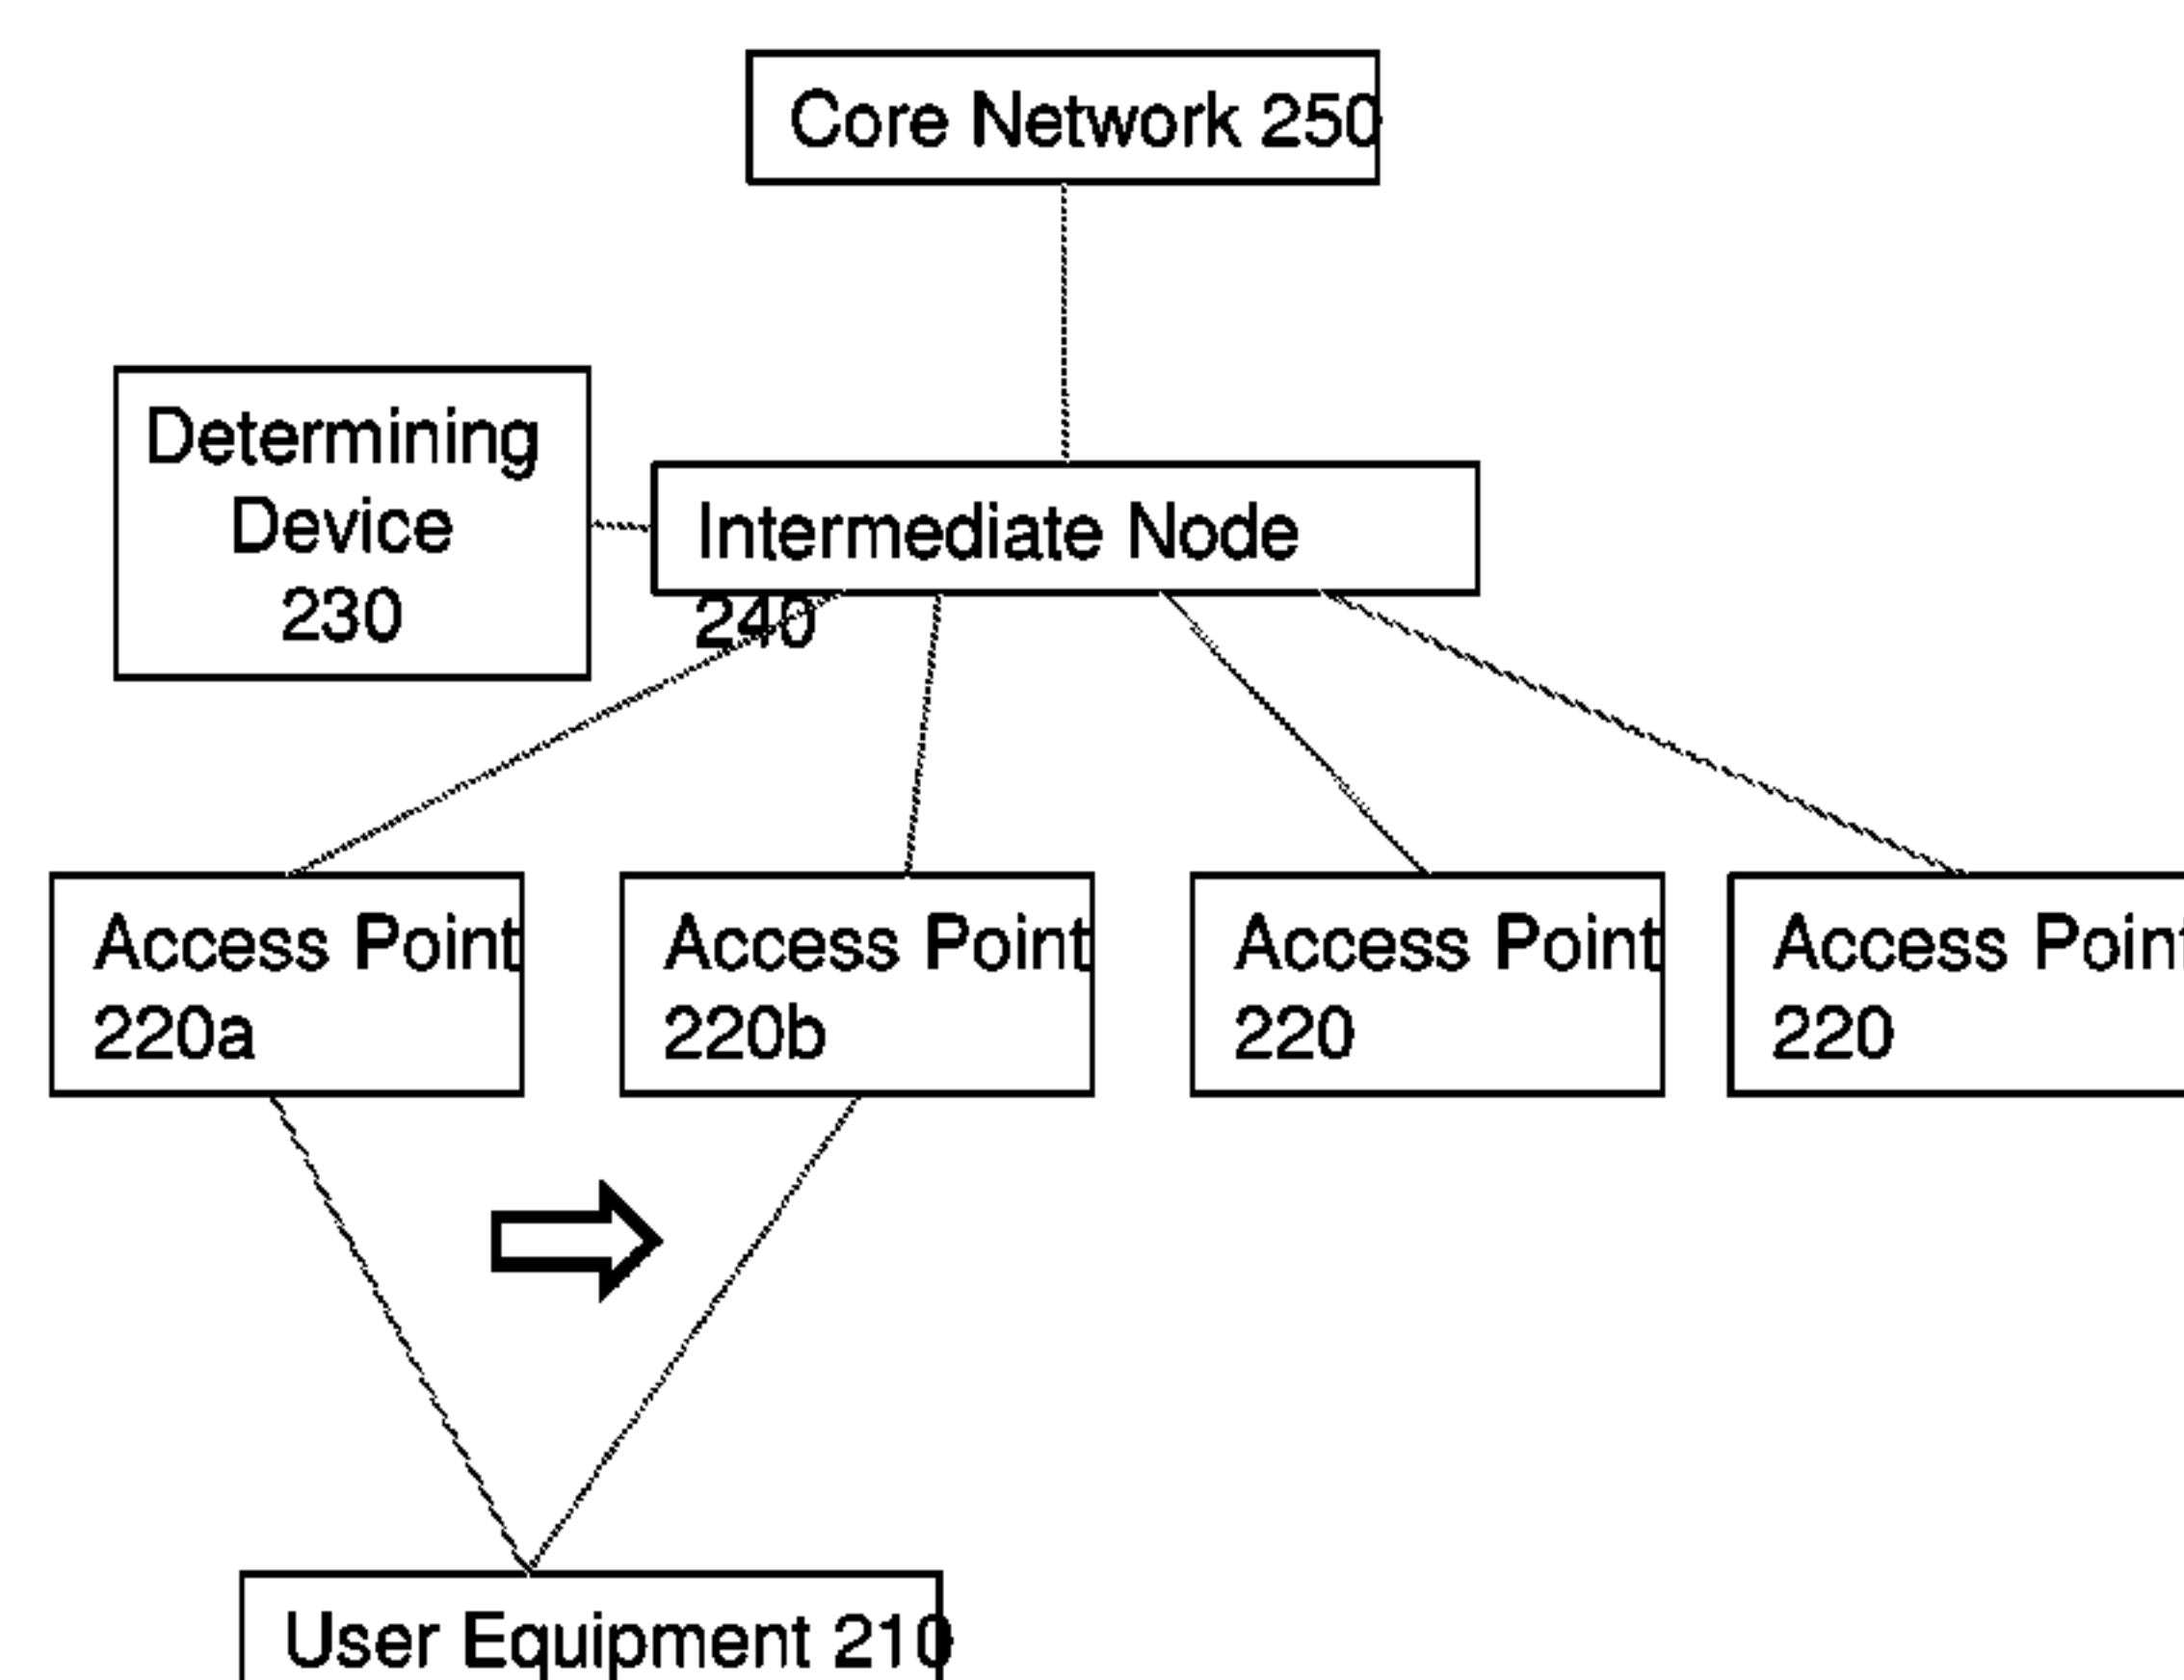 Core Network 250
Determining
Device
230
Intermediate Node
240
Access Point
220a
Access Point
220b
Access Point
220
Access Point
220
User Equipment 210